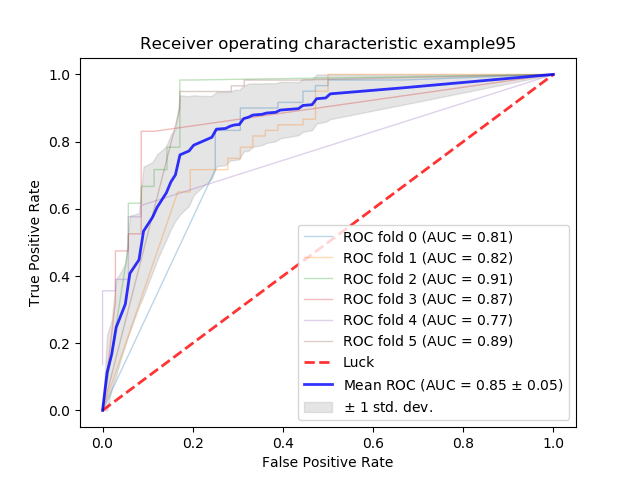 Receiver operating characteristic example95
1.0
0.8
0.6
0.4
0.2
0.0
True Positive Rate
ROC fold 0 (AUC = 0.81)
ROC fold 1 (AUC = 0.82)
ROC fold 2 (AUC = 0.91)
ROC fold 3 (AUC = 0.87)
ROC fold 4 (AUC = 0.77)
ROC fold 5 (AUC = 0.89)
Luck
Mean ROC (AUC = 0.85 ± 0.05)
± 1 std. dev.
0.0 0.2 0.4 0.6 0.8 1.0
False Positive Rate